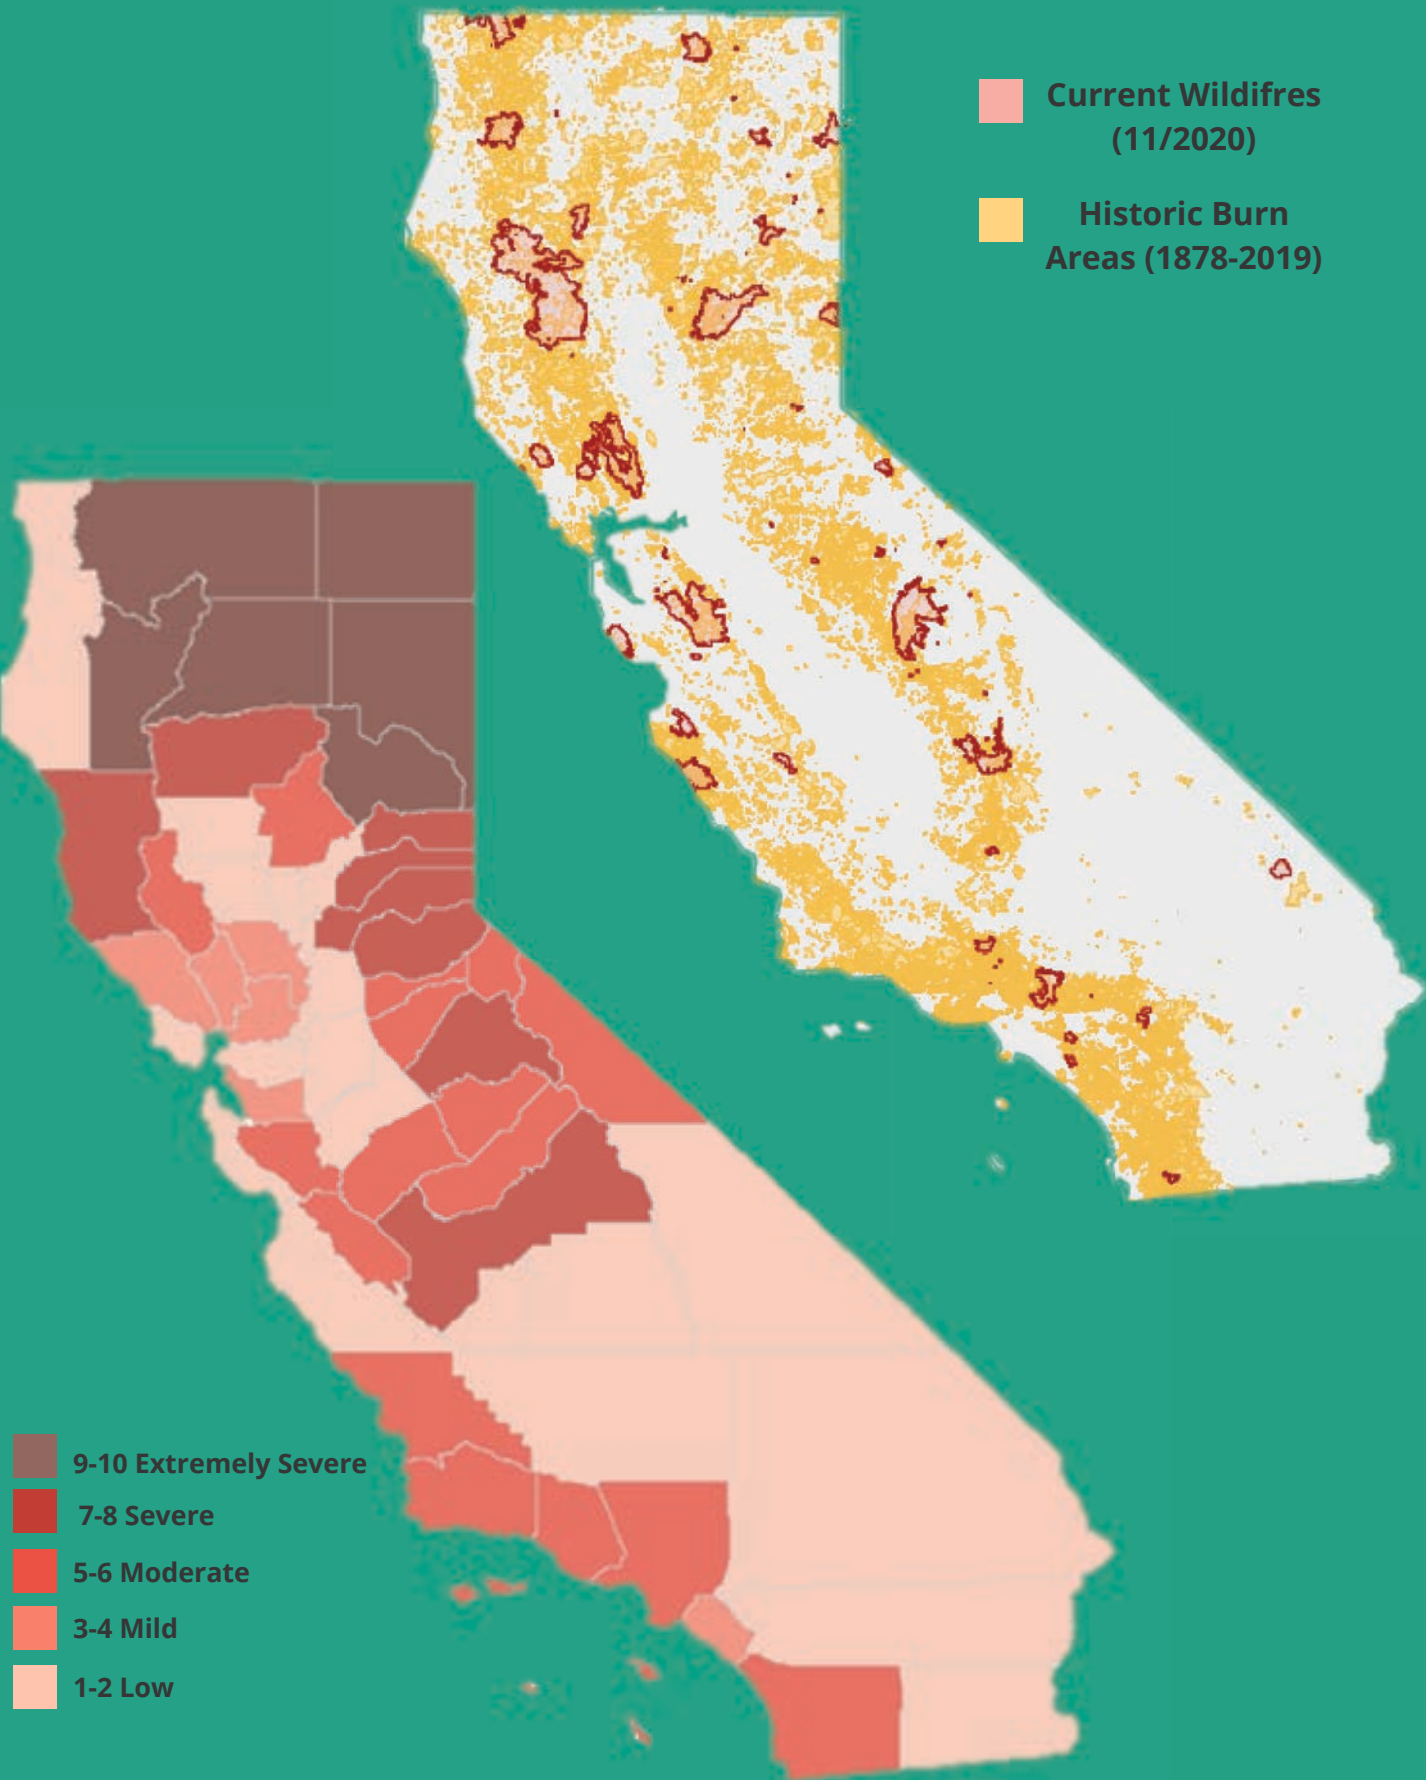 Current Wildifres
(11/2020)
Historic Burn
Areas (1878-2019)
9-10 Extremely Severe
7-8 Severe
5-6 Moderate
3-4 Mild
1-2 Low